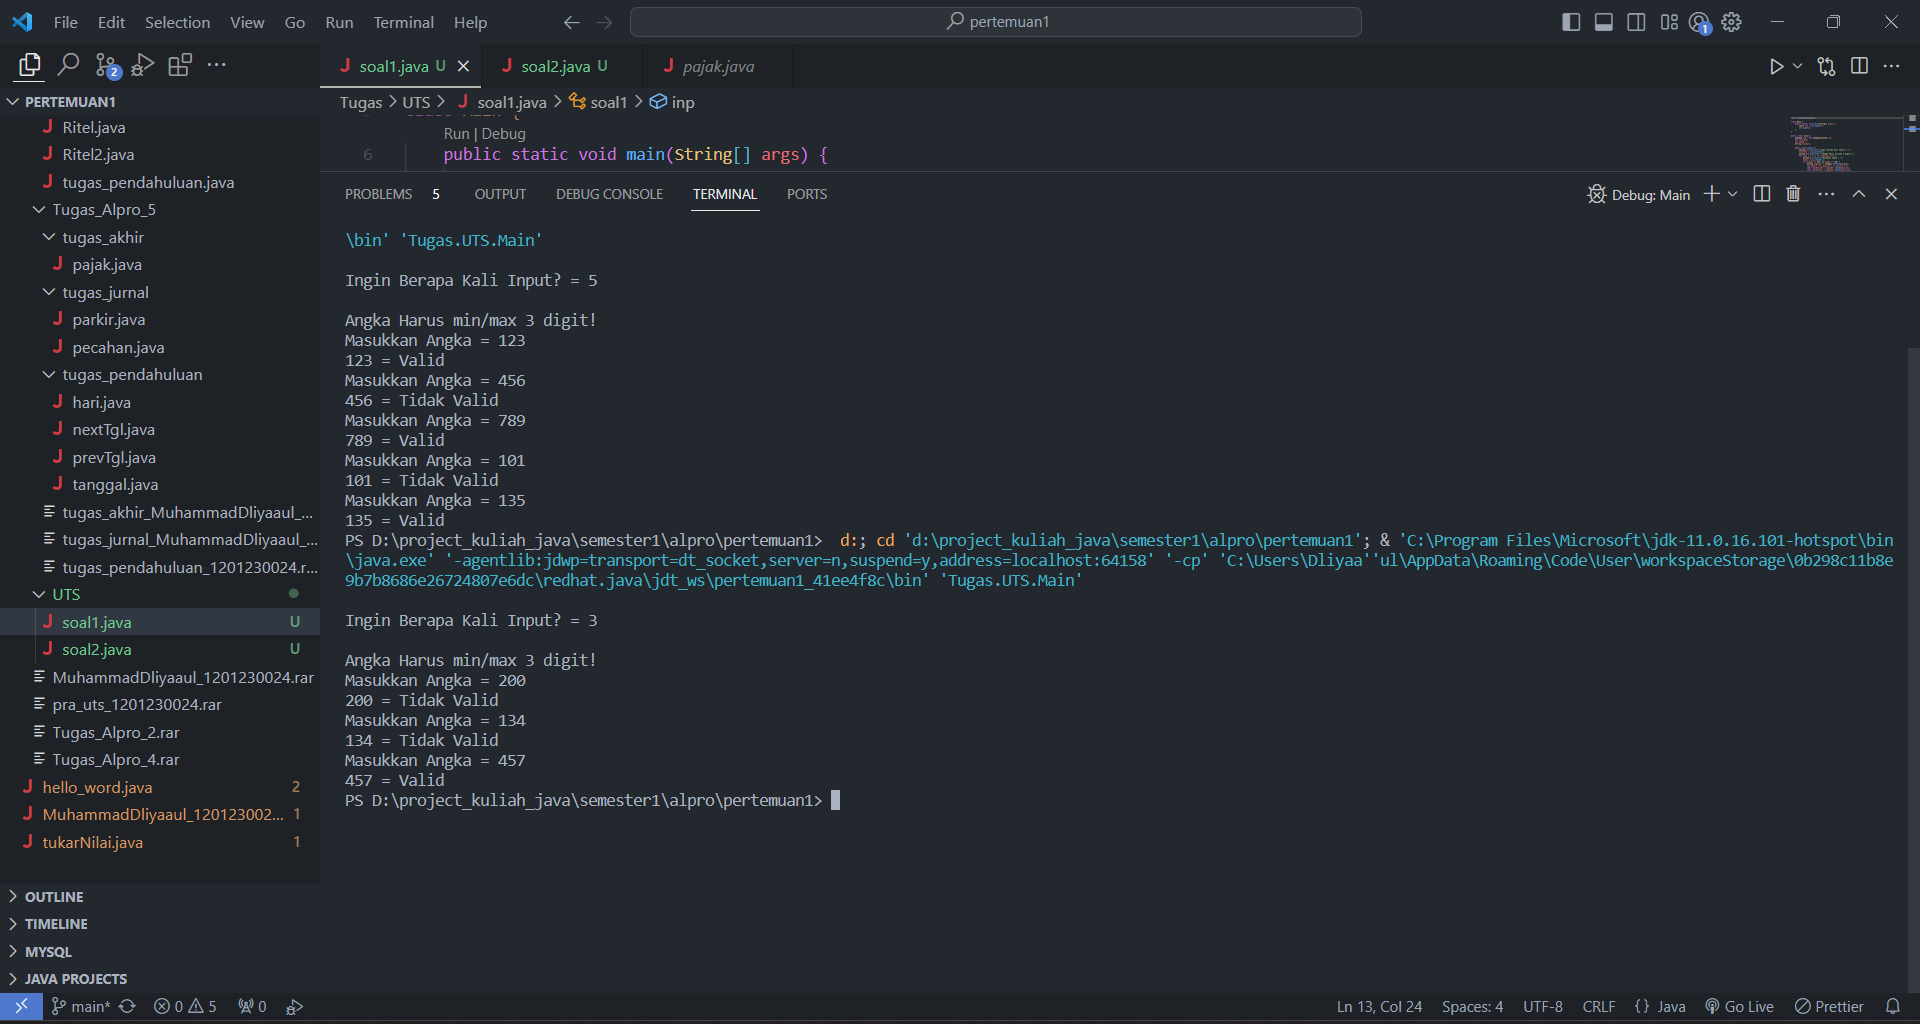 File Edit Selection View Go Run Terminal Help
pertemuan1
1
2
soal1.java U
soal2.java U
pajak.java
PERTEMUAN1
Ritel.java
Ritel2.java
tugas_pendahuluan.java
Tugas_Alpro_5
tugas_akhir
pajak.java
tugas_jurnal
parkir.java
pecahan.java
tugas_pendahuluan
hari.java
nextTgl.java
prevTgl.java
tanggal.java
tugas_akhir_MuhammadDliyaaul_...
tugas_jurnal_MuhammadDliyaaul_...
tugas_pendahuluan_1201230024.r...
UTS
soal1.java U
soal2.java U
MuhammadDliyaaul_1201230024.rar
pra_uts_1201230024.rar
Tugas_Alpro_2.rar
Tugas_Alpro_4.rar
hello_word.java 2
MuhammadDliyaaul_120123002... 1
tukarNilai.java 1
OUTLINE
TIMELINE
MYSQL
JAVA PROJECTS
Tugas > UTS > soal1.java > soal1 > inp
Run | Debug
6 public static void main(String[] args) {
PROBLEMS 5 OUTPUT DEBUG CONSOLE TERMINAL PORTS
Debug: Main
\bin' 'Tugas.UTS.Main'
Ingin Berapa Kali Input? = 5
Angka Harus min/max 3 digit!
Masukkan Angka = 123
123 = Valid
Masukkan Angka = 456
456 = Tidak Valid
Masukkan Angka = 789
789 = Valid
Masukkan Angka = 101
101 = Tidak Valid
Masukkan Angka = 135
135 = Valid
PS D:\project_kuliah_java\semester1\alpro\pertemuan1> d:; cd 'd:\project_kuliah_java\semester1\alpro\pertemuan1'; & 'C:\Program Files\Microsoft\jdk-11.0.16.101-hotspot\bin
\java.exe' '-agentlib:jdwp=transport=dt_socket,server=n,suspend=y,address=localhost:64158' '-cp' 'C:\Users\Dliyaa''ul\AppData\Roaming\Code\User\workspaceStorage\0b298c11b8e
9b7b8686e26724807e6dc\redhat.java\jdt_ws\pertemuan1_41ee4f8c\bin' 'Tugas.UTS.Main'
Ingin Berapa Kali Input? = 3
Angka Harus min/max 3 digit!
Masukkan Angka = 200
200 = Tidak Valid
Masukkan Angka = 134
134 = Tidak Valid
Masukkan Angka = 457
457 = Valid
PS D:\project_kuliah_java\semester1\alpro\pertemuan1>
main* 0 5 0
Ln 13, Col 24 Spaces: 4 UTF-8 CRLF {} Java Go Live Prettier